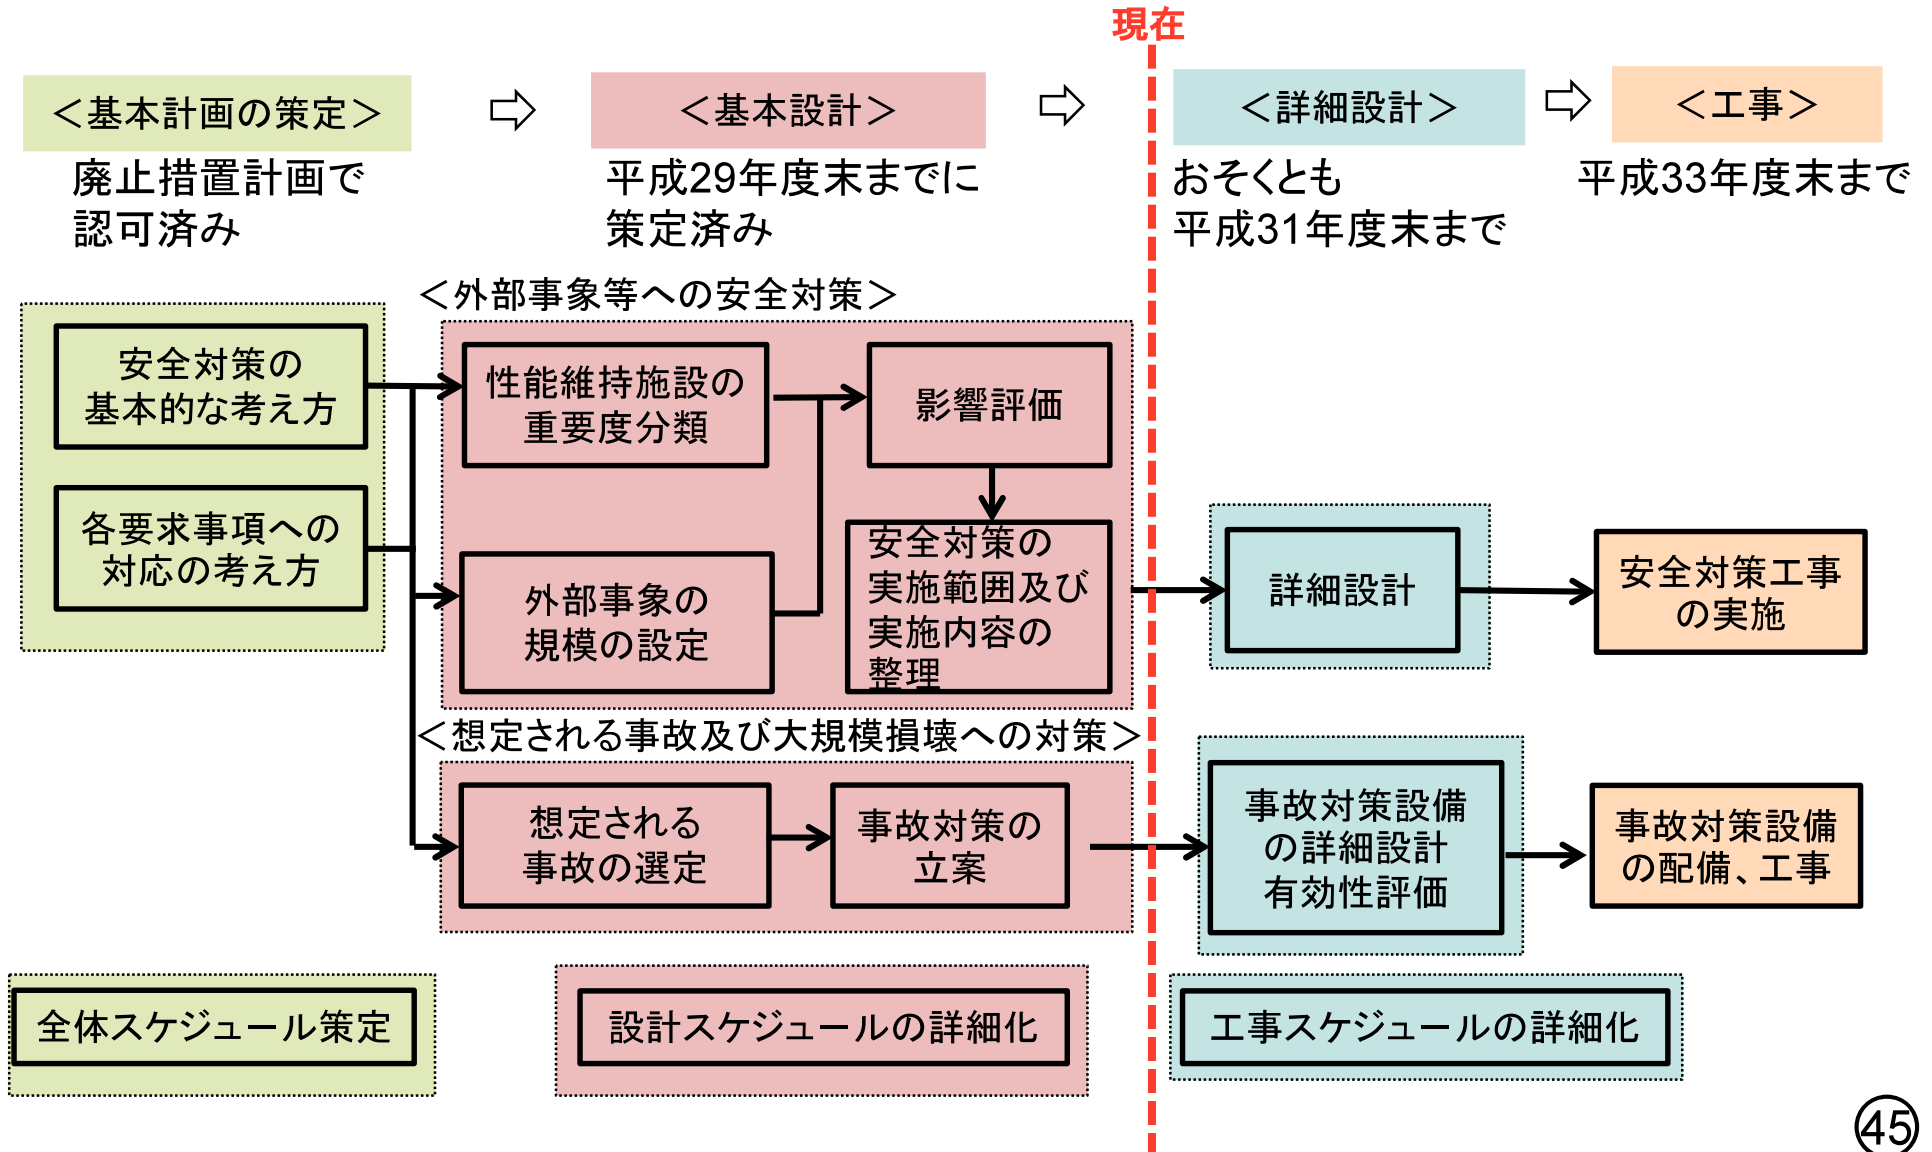 現在
＜基本計画の策定＞
⇨
＜基本設計＞
⇨
＜詳細設計＞
⇨
＜工事＞
廃止措置計画で
認可済み
平成29年度末までに
策定済み
おそくとも
平成31年度末まで
平成33年度末まで
＜外部事象等への安全対策＞
安全対策の
基本的な考え方
各要求事項への
対応の考え方
性能維持施設の
重要度分類
影響評価
外部事象の
規模の設定
安全対策の
実施範囲及び
実施内容の
整理
詳細設計
安全対策工事
の実施
＜想定される事故及び大規模損壊への対策＞
想定される
事故の選定
事故対策の
立案
事故対策設備
の詳細設計
有効性評価
事故対策設備
の配備、工事
全体スケジュール策定
設計スケジュールの詳細化
工事スケジュールの詳細化
㊺